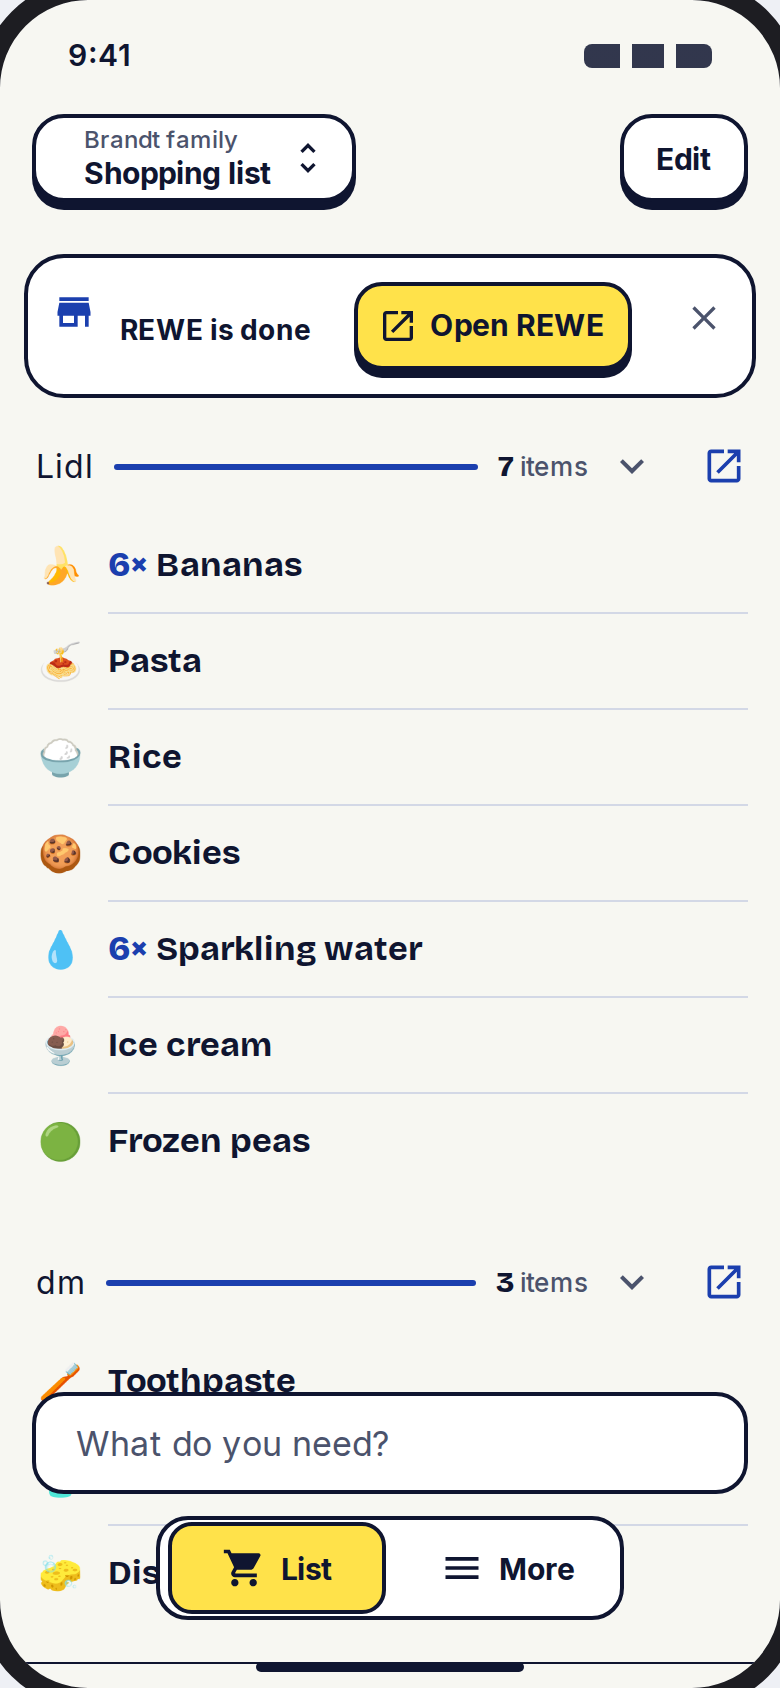 9:41
Brandt family
Shopping list
Edit
REWE is done
Open REWE
Lidl
7 items
6× Bananas
Pasta
Rice
Cookies
6× Sparkling water
Ice cream
Frozen peas
dm
3 items
Toothpaste
What do you need?
Dis
List
More